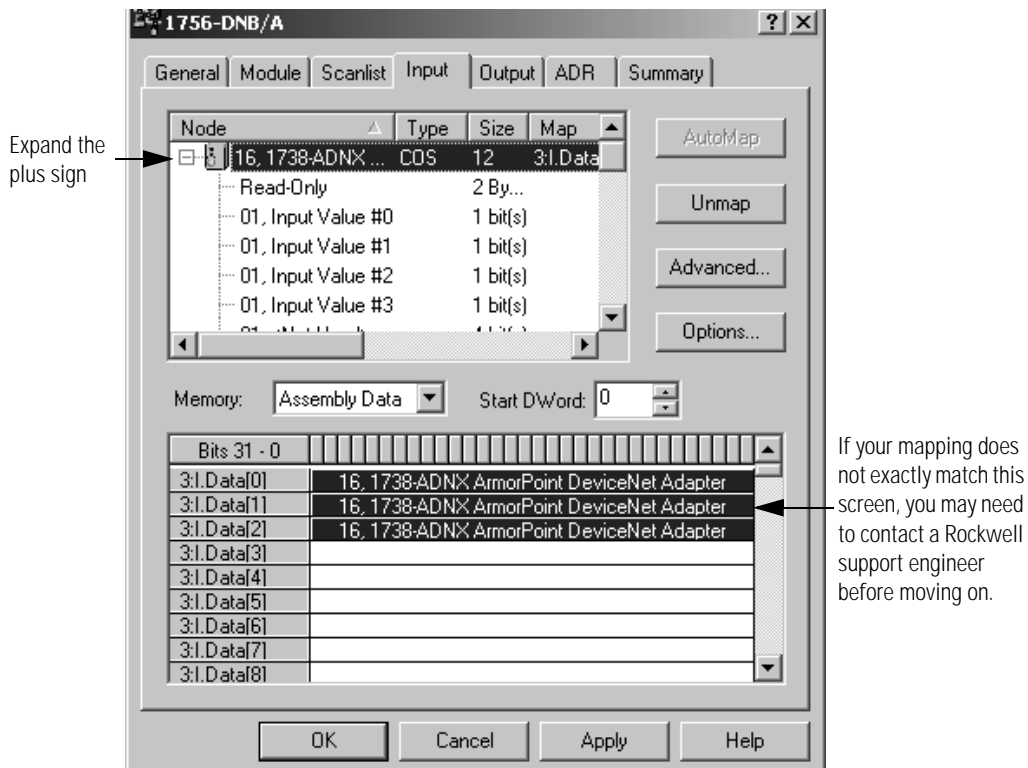 1756-DNB/A
General Module Scanlist Input Output ADR Summary
Expand the
plus sign
Node Type Size Map
16, 1738-ADNX ... COS 12 3:I.Data
Read-Only 2 By...
01, Input Value #0 1 bit(s)
01, Input Value #1 1 bit(s)
01, Input Value #2 1 bit(s)
01, Input Value #3 1 bit(s)
AutoMap
Unmap
Advanced...
Options...
Memory: Assembly Data Start DWord: 0
Bits 31 - 0
3:I.Data[0] 16, 1738-ADNX ArmorPoint DeviceNet Adapter
3:I.Data[1] 16, 1738-ADNX ArmorPoint DeviceNet Adapter
3:I.Data[2] 16, 1738-ADNX ArmorPoint DeviceNet Adapter
3:I.Data[3]
3:I.Data[4]
3:I.Data[5]
3:I.Data[6]
3:I.Data[7]
3:I.Data[8]
If your mapping does
not exactly match this
screen, you may need
to contact a Rockwell
support engineer
before moving on.
OK Cancel Apply Help